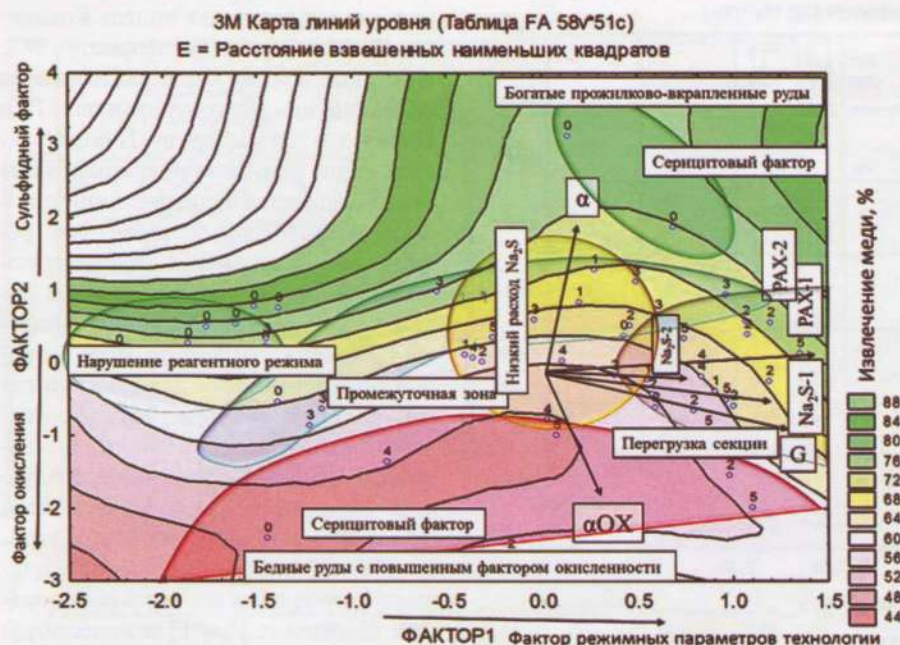 3М Карта линий уровня (Таблица FA 58v*51c)
E = Расстояние взвешенных наименьших квадратов
Богатые прожилково-вкрапленные руды
Серицитовый фактор
α
PAX-2
PAX-1
Низкий расход Na₂S
Na₂S-2
Na₂S-1
Нарушение реагентного режима
Промежуточная зона
Перегрузка секции
G
Серицитовый фактор
αOX
Бедные руды с повышенным фактором окисленности
Сульфидный фактор
ФАКТОР2
Фактор окисления
4
3
2
1
0
-1
-2
-3
-2.5 -2.0 -1.5 -1.0 -0.5 0.0 0.5 1.0 1.5
ФАКТОР1 Фактор режимных параметров технологии
Извлечение меди, %
88
84
80
76
72
68
64
60
56
52
48
44